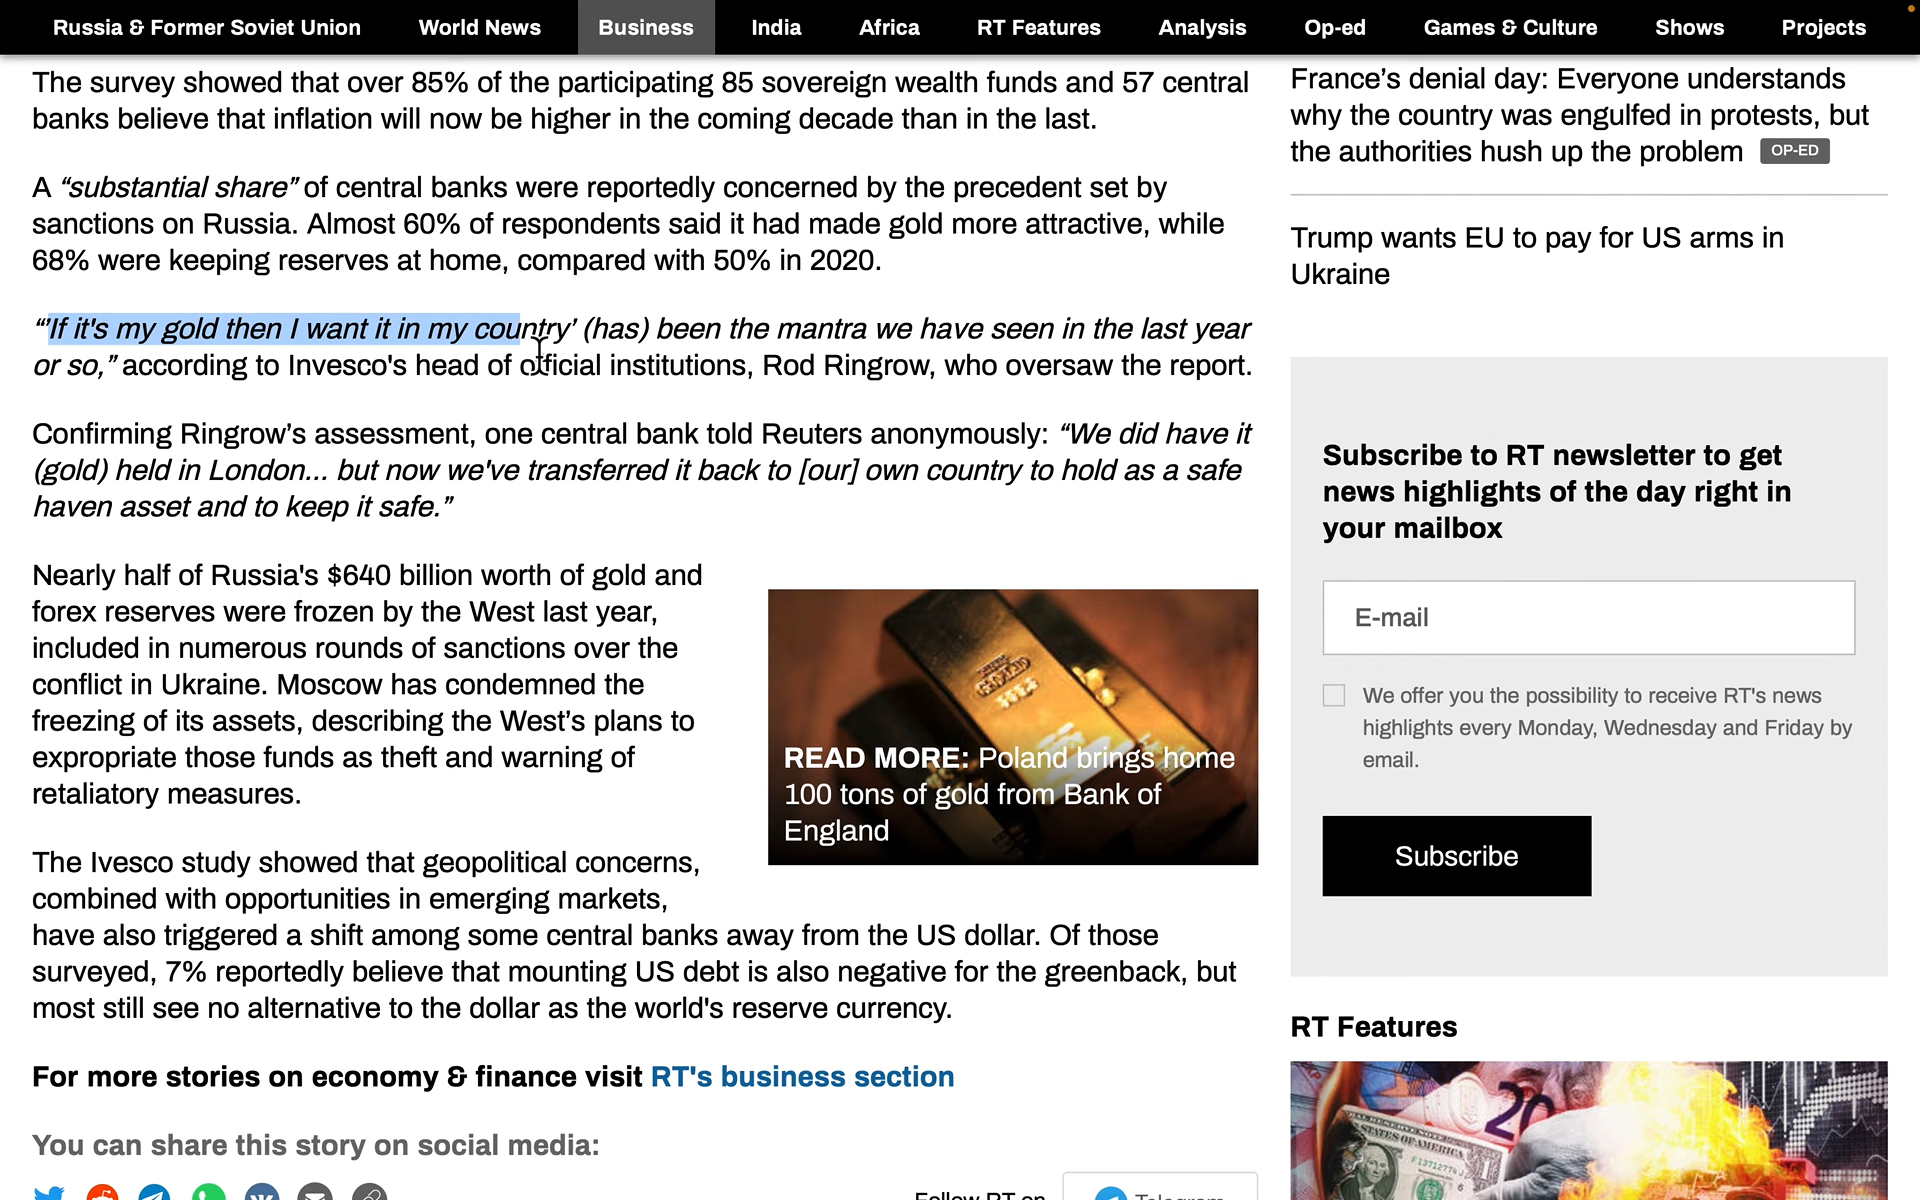 Russia & Former Soviet Union World News Business India Africa RT Features Analysis Op-ed Games & Culture Shows Projects
The survey showed that over 85% of the participating 85 sovereign wealth funds and 57 central
banks believe that inflation will now be higher in the coming decade than in the last.
A “substantial share” of central banks were reportedly concerned by the precedent set by
sanctions on Russia. Almost 60% of respondents said it had made gold more attractive, while
68% were keeping reserves at home, compared with 50% in 2020.
“’If it's my gold then I want it in my country’ (has) been the mantra we have seen in the last year
or so,” according to Invesco's head of official institutions, Rod Ringrow, who oversaw the report.
Confirming Ringrow’s assessment, one central bank told Reuters anonymously: “We did have it
(gold) held in London... but now we've transferred it back to [our] own country to hold as a safe
haven asset and to keep it safe.”
Nearly half of Russia's $640 billion worth of gold and
forex reserves were frozen by the West last year,
included in numerous rounds of sanctions over the
conflict in Ukraine. Moscow has condemned the
freezing of its assets, describing the West’s plans to
expropriate those funds as theft and warning of
retaliatory measures.
READ MORE: Poland brings home
100 tons of gold from Bank of
England
The Ivesco study showed that geopolitical concerns,
combined with opportunities in emerging markets,
have also triggered a shift among some central banks away from the US dollar. Of those
surveyed, 7% reportedly believe that mounting US debt is also negative for the greenback, but
most still see no alternative to the dollar as the world's reserve currency.
For more stories on economy & finance visit RT's business section
You can share this story on social media:
Follow RT on
Telegram
France’s denial day: Everyone understands
why the country was engulfed in protests, but
the authorities hush up the problem OP-ED
Trump wants EU to pay for US arms in
Ukraine
Subscribe to RT newsletter to get
news highlights of the day right in
your mailbox
E-mail
We offer you the possibility to receive RT's news
highlights every Monday, Wednesday and Friday by
email.
Subscribe
RT Features